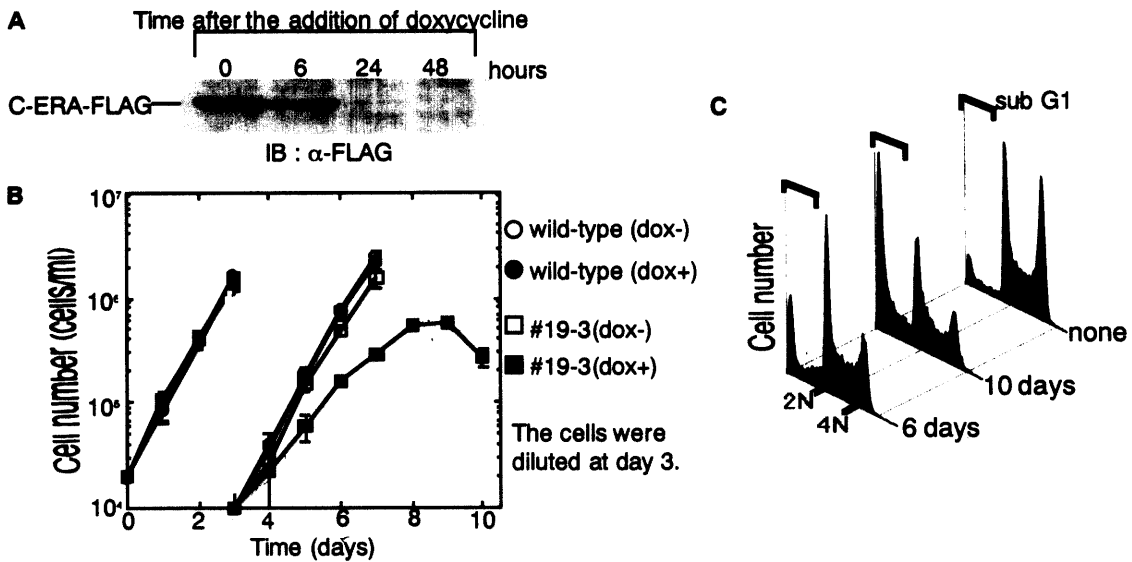 A
Time after the addition of doxycycline
0 6 24 48 hours
C-ERA-FLAG
IB : α-FLAG
B
Cell number (cells/ml)
10⁷
10⁶
10⁵
10⁴
0 2 4 6 8 10
Time (days)
wild-type (dox-)
wild-type (dox+)
#19-3(dox-)
#19-3(dox+)
The cells were
diluted at day 3.
C
sub G1
Cell number
2N
4N
none
10 days
6 days